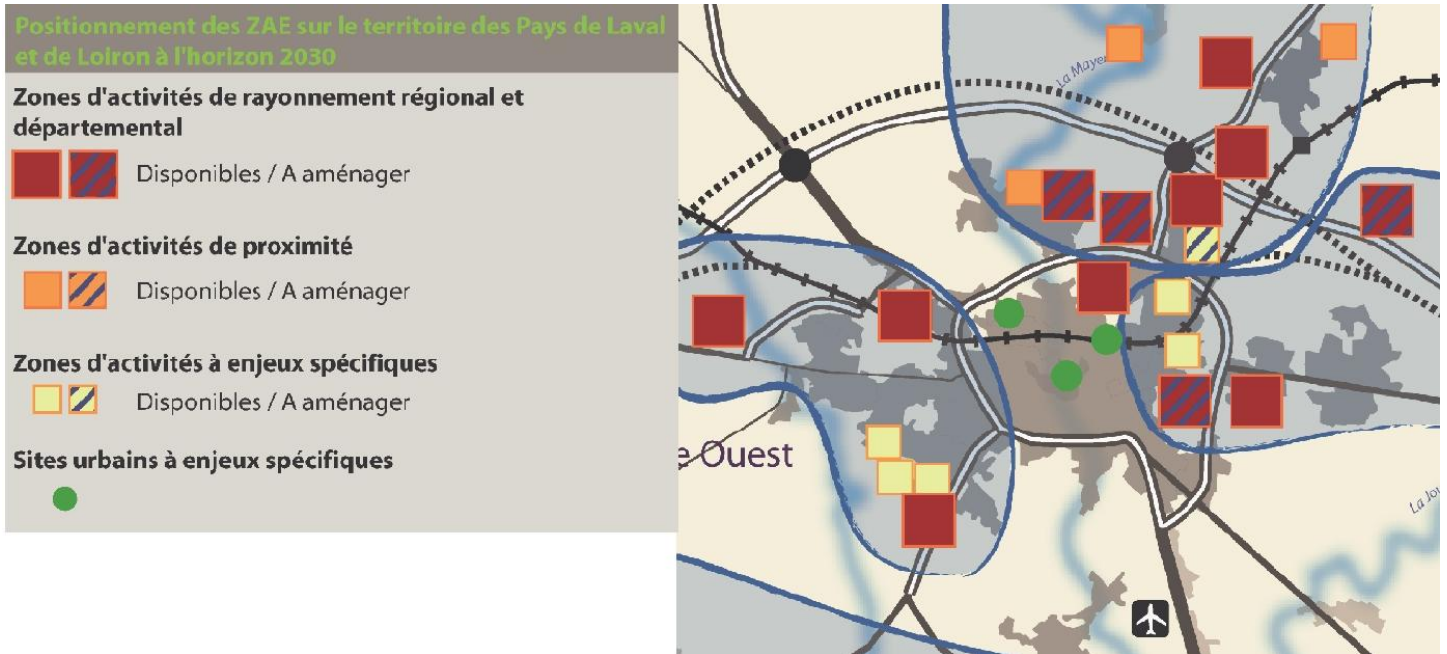 Positionnement des ZAE sur le territoire des Pays de Laval
et de Loiron à l'horizon 2030
Zones d'activités de rayonnement régional et
départemental
Disponibles / A aménager
Zones d'activités de proximité
Disponibles / A aménager
Zones d'activités à enjeux spécifiques
Disponibles / A aménager
Sites urbains à enjeux spécifiques
La Mayen
e Ouest
La Jou